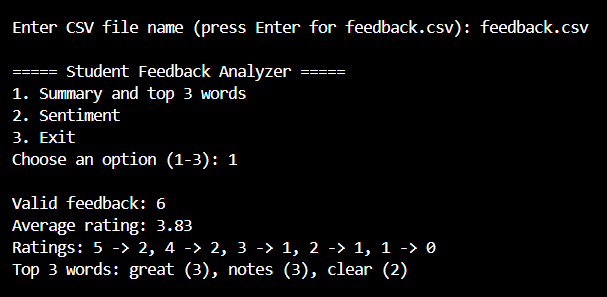 Enter CSV file name (press Enter for feedback.csv): feedback.csv
===== Student Feedback Analyzer =====
1. Summary and top 3 words
2. Sentiment
3. Exit
Choose an option (1-3): 1
Valid feedback: 6
Average rating: 3.83
Ratings: 5 -> 2, 4 -> 2, 3 -> 1, 2 -> 1, 1 -> 0
Top 3 words: great (3), notes (3), clear (2)